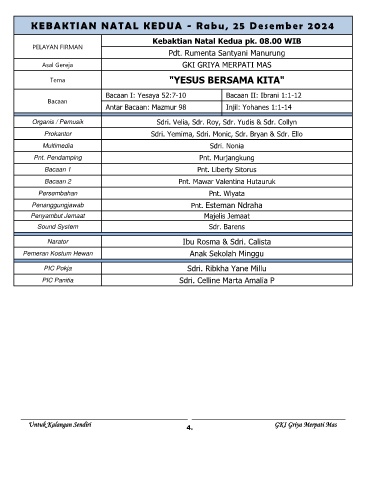 KEBAKTIAN NATAL KEDUA - Rabu, 25 Desember 2024
PELAYAN FIRMAN
Kebaktian Natal Kedua pk. 08.00 WIB
Pdt. Rumenta Santyani Manurung
Asal Gereja GKI GRIYA MERPATI MAS
Tema "YESUS BERSAMA KITA"
Bacaan
Bacaan I: Yesaya 52:7-10 Bacaan II: Ibrani 1:1-12
Antar Bacaan: Mazmur 98 Injil: Yohanes 1:1-14
Organis / Pemusik Sdri. Velia, Sdr. Roy, Sdr. Yudis & Sdr. Collyn
Prokantor Sdri. Yemima, Sdri. Monic, Sdr. Bryan & Sdr. Ello
Multimedia Sdri. Nonia
Pnt. Pendamping Pnt. Murjangkung
Bacaan 1 Pnt. Liberty Sitorus
Bacaan 2 Pnt. Mawar Valentina Hutauruk
Persembahan Pnt. Wiyata
Penanggungjawab Pnt. Esteman Ndraha
Penyambut Jemaat Majelis Jemaat
Sound System Sdr. Barens
Narator Ibu Rosma & Sdri. Calista
Pemeran Kostum Hewan Anak Sekolah Minggu
PIC Pokja Sdri. Ribkha Yane Millu
PIC Panitia Sdri. Celline Marta Amalia P
Untuk Kalangan Sendiri GKI Griya Merpati Mas
4.